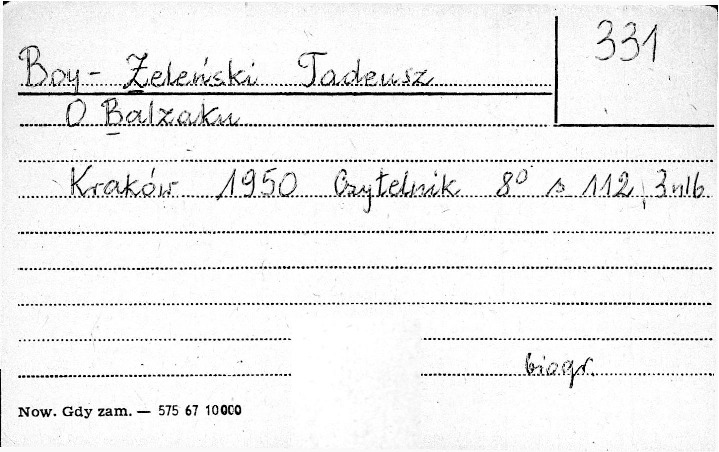 331
Boy-Żeleński Tadeusz
O Balzaku
Kraków 1950 Czytelnik 8° s 112, 3 nlb
biogr.
Now. Gdy zam. — 575 67 10000